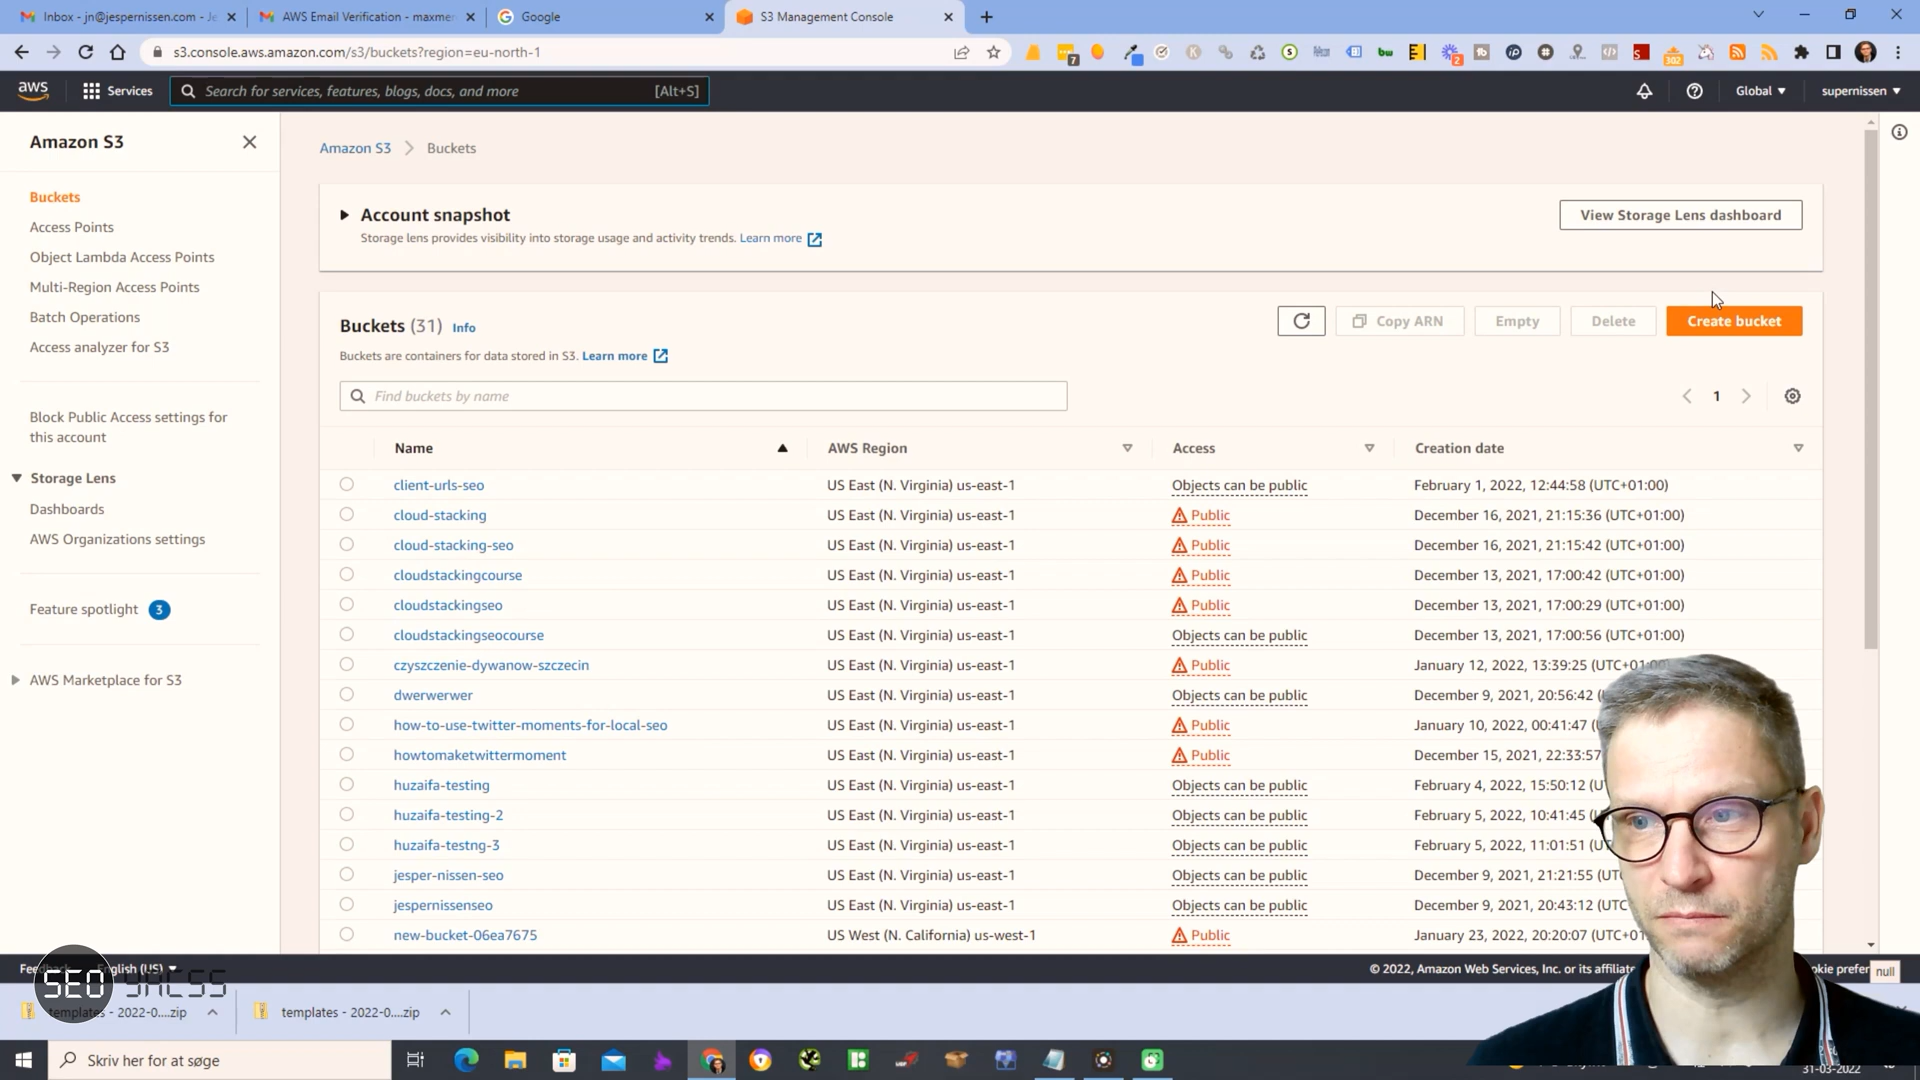 Inbox - jn@jespernissen.com - Je
AWS Email Verification - maxmer
Google
S3 Management Console
s3.console.aws.amazon.com/s3/buckets?region=eu-north-1
aws
Services
Search for services, features, blogs, docs, and more
[Alt+S]
Global
supernissen
Amazon S3
Buckets
Access Points
Object Lambda Access Points
Multi-Region Access Points
Batch Operations
Access analyzer for S3
Block Public Access settings for
this account
Storage Lens
Dashboards
AWS Organizations settings
Feature spotlight 3
AWS Marketplace for S3
Amazon S3
Buckets
Account snapshot
Storage lens provides visibility into storage usage and activity trends. Learn more
View Storage Lens dashboard
Buckets (31) Info
Buckets are containers for data stored in S3. Learn more
Copy ARN
Empty
Delete
Create bucket
Find buckets by name
1
Name AWS Region Access Creation date
client-urls-seo US East (N. Virginia) us-east-1 Objects can be public February 1, 2022, 12:44:58 (UTC+01:00)
cloud-stacking US East (N. Virginia) us-east-1 Public December 16, 2021, 21:15:36 (UTC+01:00)
cloud-stacking-seo US East (N. Virginia) us-east-1 Public December 16, 2021, 21:15:42 (UTC+01:00)
cloudstackingcourse US East (N. Virginia) us-east-1 Public December 13, 2021, 17:00:42 (UTC+01:00)
cloudstackingseo US East (N. Virginia) us-east-1 Public December 13, 2021, 17:00:29 (UTC+01:00)
cloudstackingseocourse US East (N. Virginia) us-east-1 Objects can be public December 13, 2021, 17:00:56 (UTC+01:00)
czyszczenie-dywanow-szczecin US East (N. Virginia) us-east-1 Public January 12, 2022, 13:39:25 (UTC+01:00)
dwerwerwer US East (N. Virginia) us-east-1 Objects can be public December 9, 2021, 20:56:42
how-to-use-twitter-moments-for-local-seo US East (N. Virginia) us-east-1 Public January 10, 2022, 00:41:47
howtomaketwittermoment US East (N. Virginia) us-east-1 Public December 15, 2021, 22:33:57
huzaifa-testing US East (N. Virginia) us-east-1 Objects can be public February 4, 2022, 15:50:12 (U
huzaifa-testing-2 US East (N. Virginia) us-east-1 Objects can be public February 5, 2022, 10:41:45 (U
huzaifa-testng-3 US East (N. Virginia) us-east-1 Objects can be public February 5, 2022, 11:01:51 (U
jesper-nissen-seo US East (N. Virginia) us-east-1 Objects can be public December 9, 2021, 21:21:55 (UT
jespernissenseo US East (N. Virginia) us-east-1 Objects can be public December 9, 2021, 20:43:12 (UTC
new-bucket-06ea7675 US West (N. California) us-west-1 Public January 23, 2022, 20:20:07 (UTC+01
English (US)
© 2022, Amazon Web Services, Inc. or its affiliate
okie prefer
null
SEO
templates - 2022-0....zip
templates - 2022-0....zip
Skriv her for at søge
31-03-2022